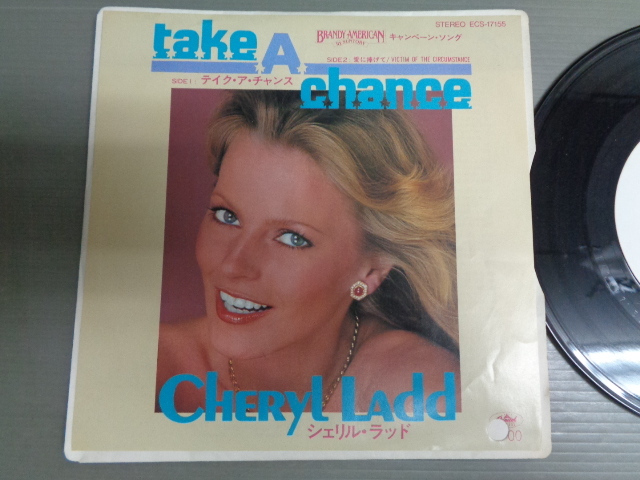 take
A
chance
BRANDY AMERICAN
BY SUNTORY
キャンペーン・ソング
STEREO ECS-17155
SIDE 2. 愛に捧げて/VICTIM OF THE CIRCUMSTANCE
SIDE 1. テイク・ア・チャンス
CHERYL LADD
シェリル・ラッド